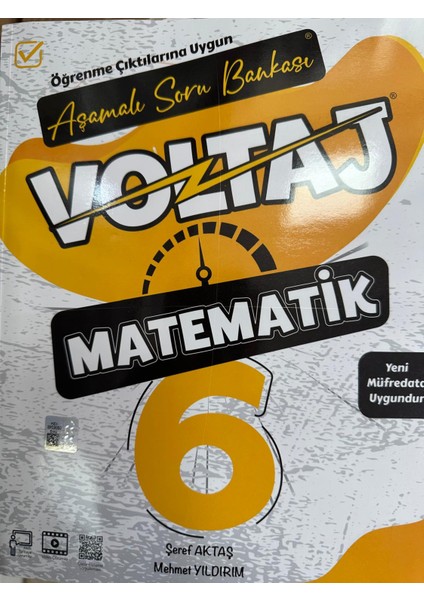 Öğrenme Çıktılarına Uygun
Aşamalı Soru Bankası®
VOLTAJ®
MATEMATİK
6
Yeni
Müfredata
Uygundur
Şeref AKTAŞ
Mehmet YILDIRIM